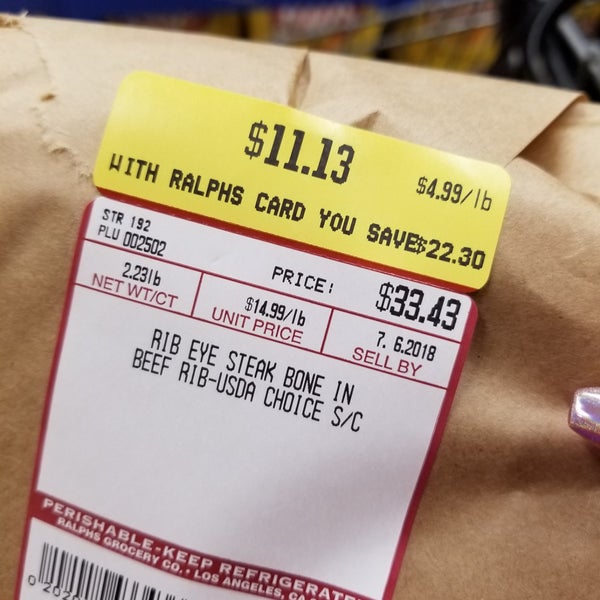 $11.13 $4.99/lb
WITH RALPHS CARD YOU SAVE$22.30
STR 192
PLU 002502
PRICE: $33.43
2.23lb $14.99/lb 7. 6.2018
NET WT/CT UNIT PRICE SELL BY
RIB EYE STEAK BONE IN
BEEF RIB-USDA CHOICE S/C
PERISHABLE-KEEP REFRIGERATE
RALPHS GROCERY CO. • LOS ANGELES, CA